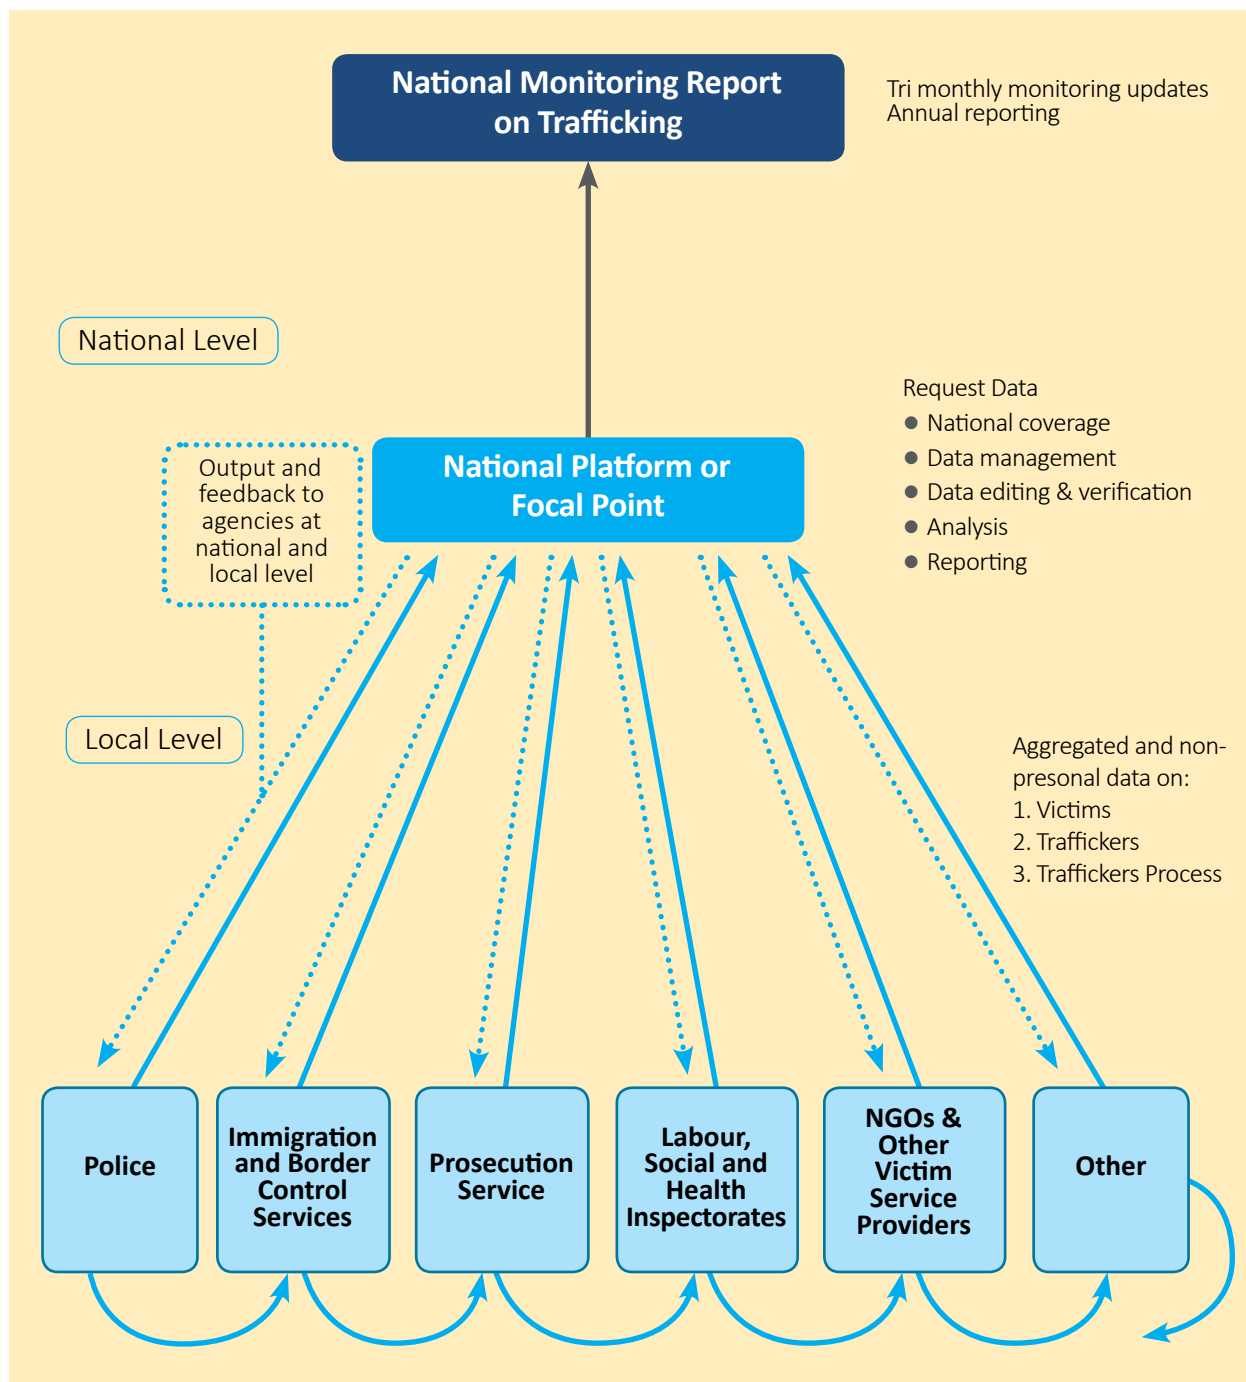 National Monitoring Report
on Trafficking
Tri monthly monitoring updates
Annual reporting
National Level
Request Data
● National coverage
● Data management
● Data editing & verification
● Analysis
● Reporting
Output and
feedback to
agencies at
national and
local level
National Platform or
Focal Point
Local Level
Aggregated and non-
presonal data on:
1. Victims
2. Traffickers
3. Traffickers Process
Police
Immigration
and Border
Control
Services
Prosecution
Service
Labour,
Social and
Health
Inspectorates
NGOs &
Other
Victim
Service
Providers
Other